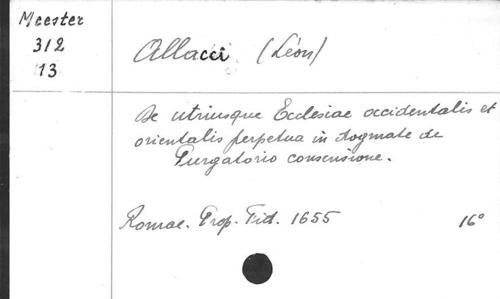 Meester
312
13
Allacci (Léon)
De utriusque Ecclesiae occidentalis et
orientalis perpetua in dogmate de
Purgatorio consensione.
Romae. Prop. Fid. 1655 16°